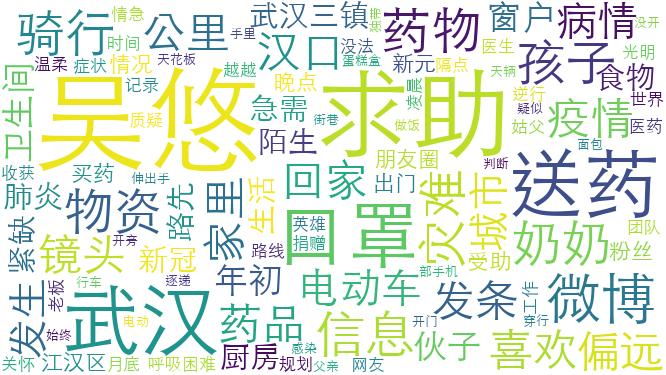 骑行
公里
武汉三镇
情急
手里
药物
没法
医生
棚
没开
窗户
病情
温柔
症状
情况
时间
天花板
越越
汉口
蛋糕盒
新元
隔点
孩子
光明
食物
卫生间
吴悠
记录
质疑
晚点
急需
陌生
街巷
求助
凌晨
逆行
天钢
疑似
姑父
做饭
疫情
世界
医药
收获
买药
伸出手
朋友圈
判断
面包
肺炎
物资
路先
家里
生活
回家
出门
灾难
城市
送药
紧缺
镜头
开旁
新冠
英雄
捐赠
口罩
路线
受助
奶奶
团队
粉丝
发生
老板
行车
逐递
年初
电动车
部手机
发条
工作
穿行
微博
始终
武汉
电动
药品
信息
开门
伙子
喜欢
偏远
关怀
江汉区
月底
呼吸困难
厨房
感染
规划
父亲
网友